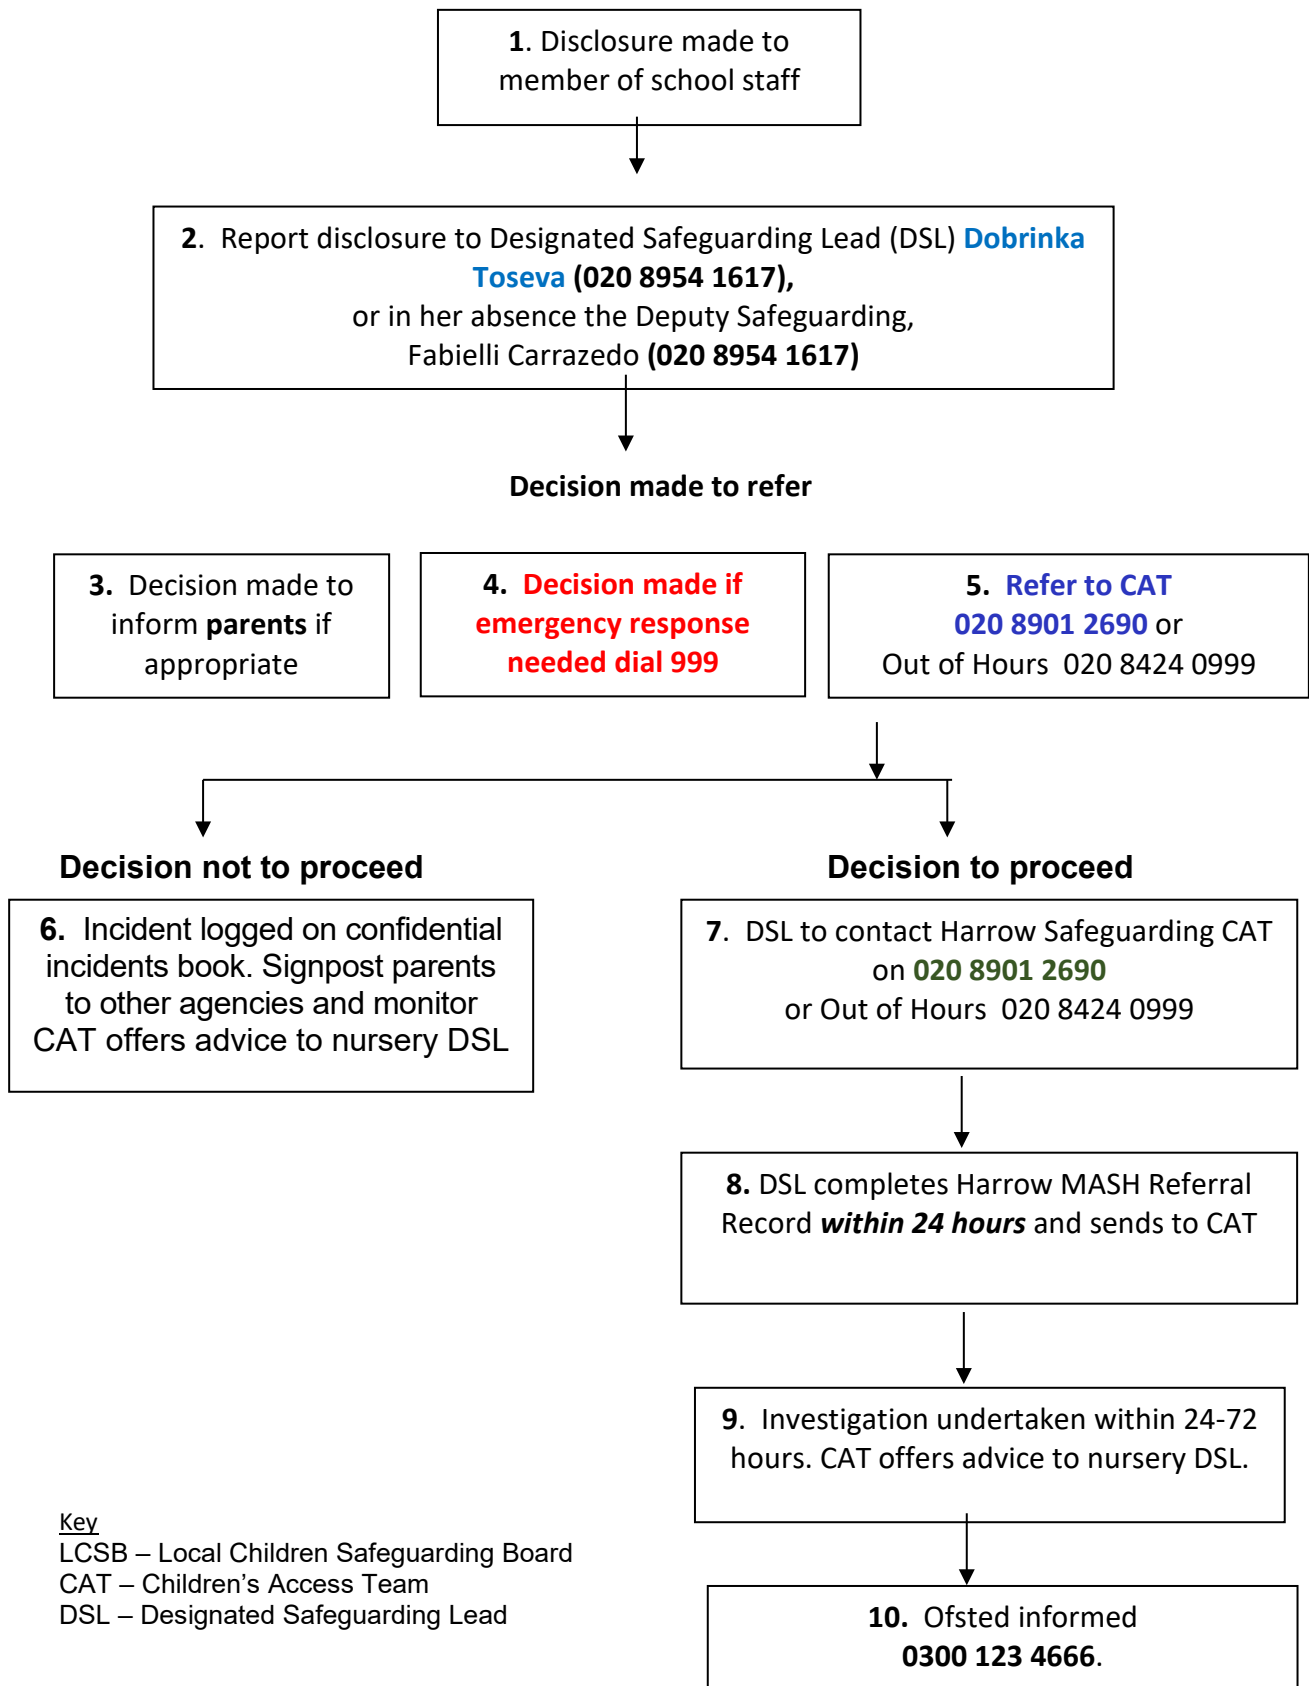 1. Disclosure made to
member of school staff
2. Report disclosure to Designated Safeguarding Lead (DSL) Dobrinka
Toseva (020 8954 1617),
or in her absence the Deputy Safeguarding,
Fabielli Carrazedo (020 8954 1617)
Decision made to refer
3. Decision made to
inform parents if
appropriate
4. Decision made if
emergency response
needed dial 999
5. Refer to CAT
020 8901 2690 or
Out of Hours 020 8424 0999
Decision not to proceed
6. Incident logged on confidential
incidents book. Signpost parents
to other agencies and monitor
CAT offers advice to nursery DSL
Decision to proceed
7. DSL to contact Harrow Safeguarding CAT
on 020 8901 2690
or Out of Hours 020 8424 0999
8. DSL completes Harrow MASH Referral
Record within 24 hours and sends to CAT
9. Investigation undertaken within 24-72
hours. CAT offers advice to nursery DSL.
Key
LCSB – Local Children Safeguarding Board
CAT – Children's Access Team
DSL – Designated Safeguarding Lead
10. Ofsted informed
0300 123 4666.